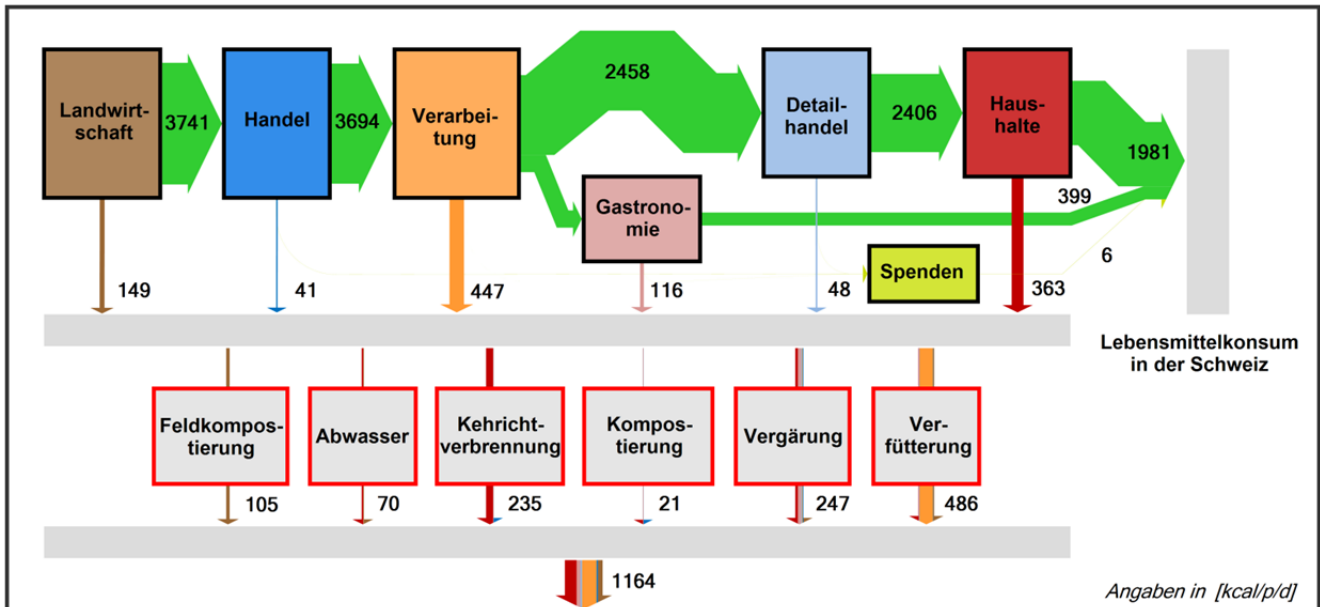 Landwirt-
schaft
3741
Handel
3694
Verarbei-
tung
2458
Detail-
handel
2406
Haus-
halte
1981
Gastrono-
mie
399
Spenden
6
149
41
447
116
48
363
Lebensmittelkonsum
in der Schweiz
Feldkompos-
tierung
Abwasser
Kehricht-
verbrennung
Kompos-
tierung
Vergärung
Ver-
fütterung
105
70
235
21
247
486
1164
Angaben in [kcal/p/d]